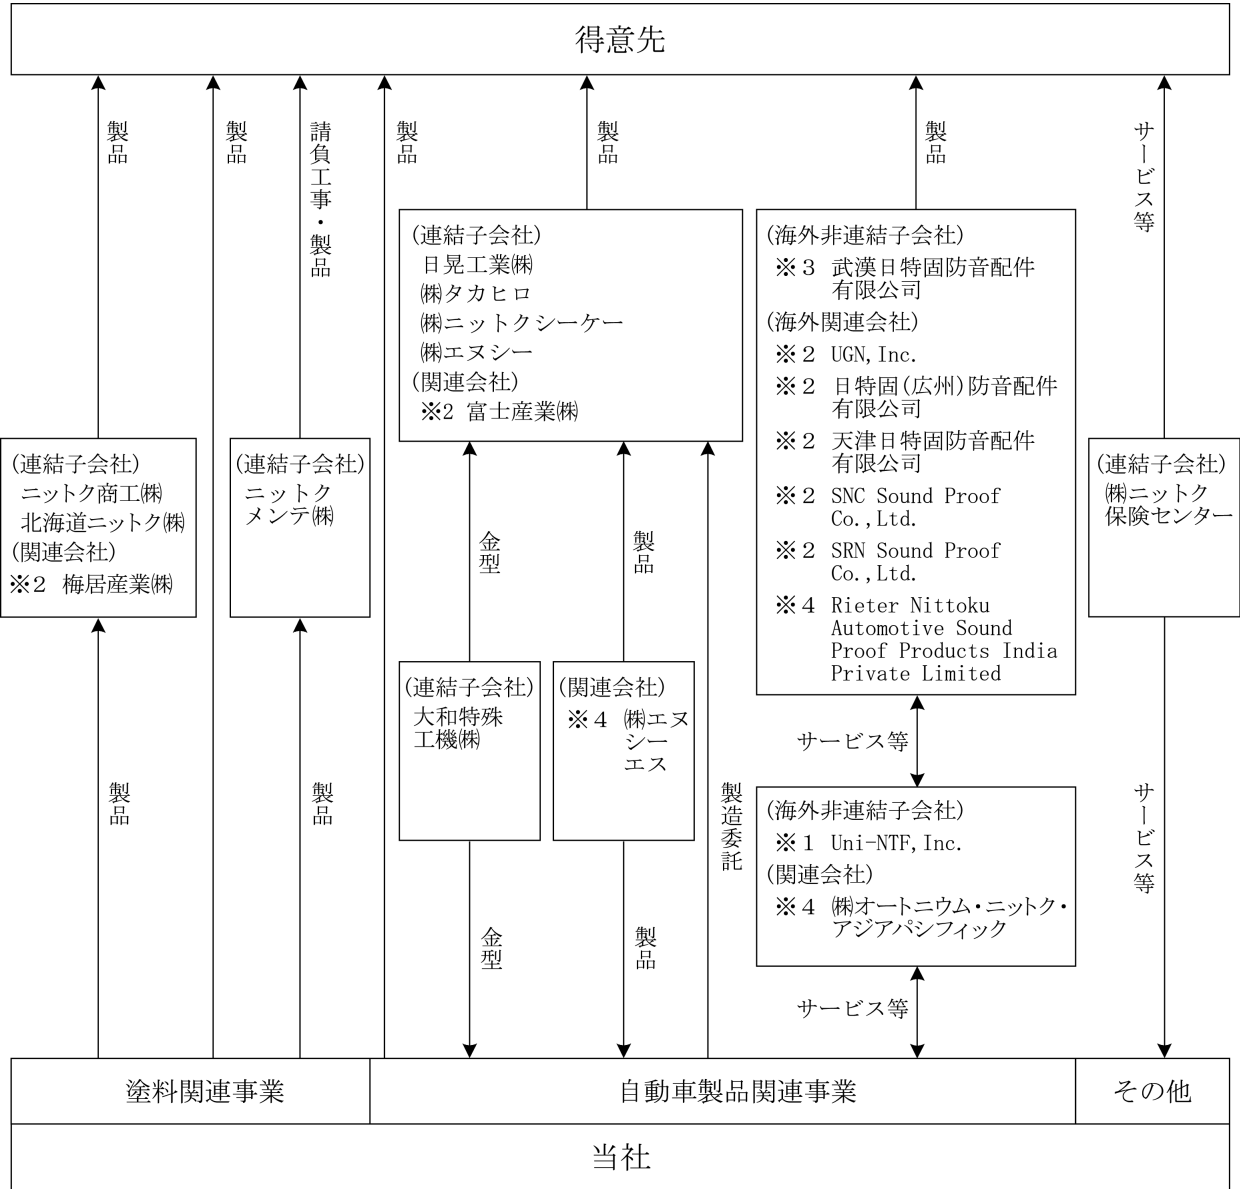 得意先
製品
製品
請負工事・製品
製品
製品
製品
サービス等
(連結子会社)
日晃工業㈱
㈱タカヒロ
㈱ニットクシーケー
㈱エヌシー
(関連会社)
※2 富士産業㈱
(海外非連結子会社)
※3 武漢日特固防音配件
有限公司
(海外関連会社)
※2 UGN,Inc.
※2 日特固(広州)防音配件
有限公司
※2 天津日特固防音配件
有限公司
※2 SNC Sound Proof
Co.,Ltd.
※2 SRN Sound Proof
Co.,Ltd.
※4 Rieter Nittoku
Automotive Sound
Proof Products India
Private Limited
(連結子会社)
ニットク商工㈱
北海道ニットク㈱
(関連会社)
※2 梅居産業㈱
(連結子会社)
ニットク
メンテ㈱
(連結子会社)
㈱ニットク
保険センター
金型
製品
(連結子会社)
大和特殊
工機㈱
(関連会社)
※4 ㈱エヌ
シー
エス
サービス等
製品
製品
製造委託
(海外非連結子会社)
※1 Uni-NTF,Inc.
(関連会社)
※4 ㈱オートニウム・ニットク・
アジアパシフィック
サービス等
金型
製品
サービス等
塗料関連事業
自動車製品関連事業
その他
当社